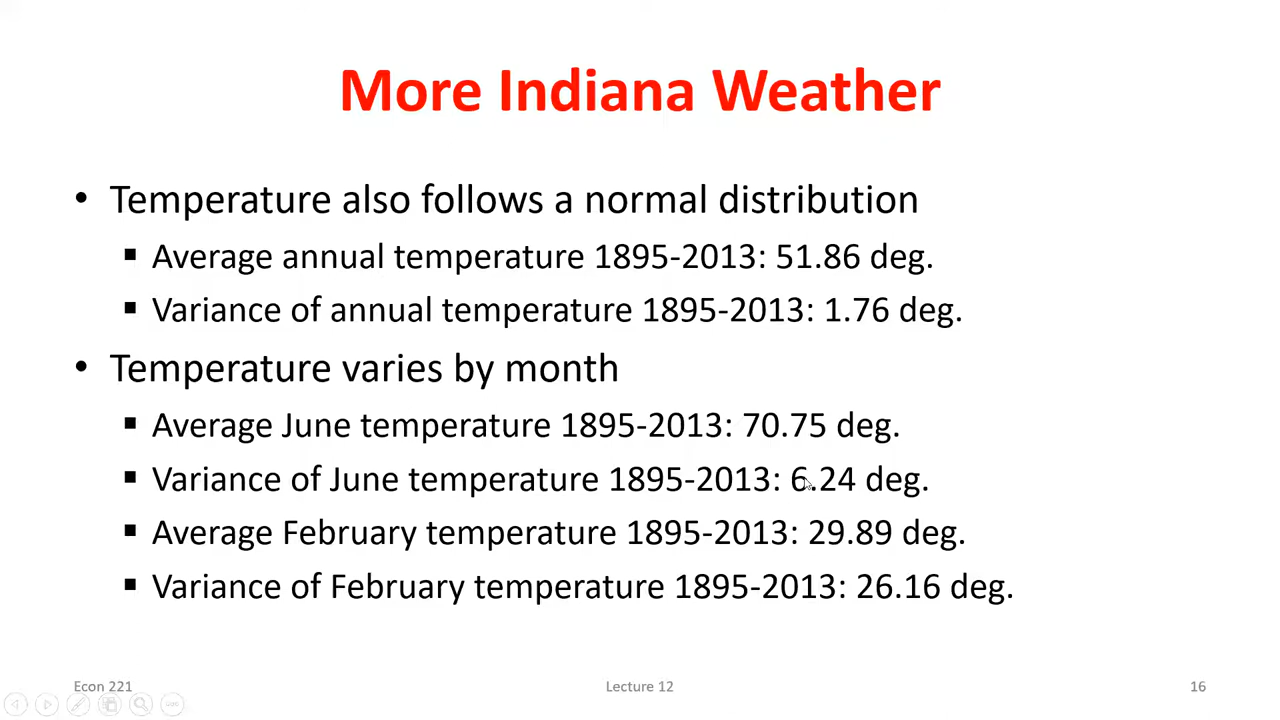 More Indiana Weather
• Temperature also follows a normal distribution
▪ Average annual temperature 1895-2013: 51.86 deg.
▪ Variance of annual temperature 1895-2013: 1.76 deg.
• Temperature varies by month
▪ Average June temperature 1895-2013: 70.75 deg.
▪ Variance of June temperature 1895-2013: 6.24 deg.
▪ Average February temperature 1895-2013: 29.89 deg.
▪ Variance of February temperature 1895-2013: 26.16 deg.
Econ 221
Lecture 12
16